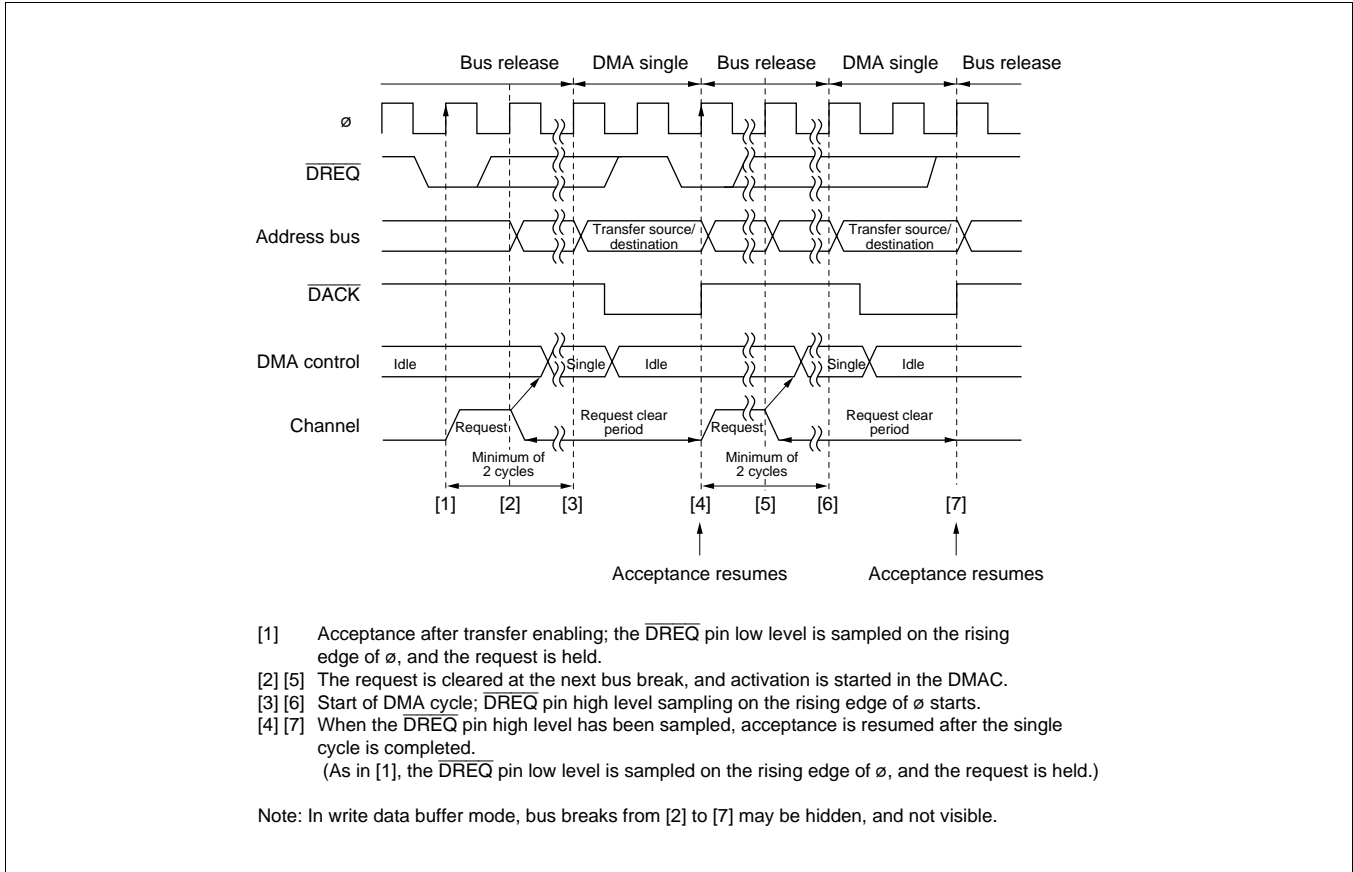 Bus release DMA single Bus release DMA single Bus release
ø
DREQ
Address bus Transfer source/ destination Transfer source/ destination
DACK
DMA control Idle Single Idle Single Idle
Channel Request Request clear period Request Request clear period
Minimum of 2 cycles Minimum of 2 cycles
[1] [2] [3] [4] [5] [6] [7]
Acceptance resumes Acceptance resumes
[1] Acceptance after transfer enabling; the DREQ pin low level is sampled on the rising
edge of ø, and the request is held.
[2] [5] The request is cleared at the next bus break, and activation is started in the DMAC.
[3] [6] Start of DMA cycle; DREQ pin high level sampling on the rising edge of ø starts.
[4] [7] When the DREQ pin high level has been sampled, acceptance is resumed after the single
cycle is completed.
(As in [1], the DREQ pin low level is sampled on the rising edge of ø, and the request is held.)
Note: In write data buffer mode, bus breaks from [2] to [7] may be hidden, and not visible.